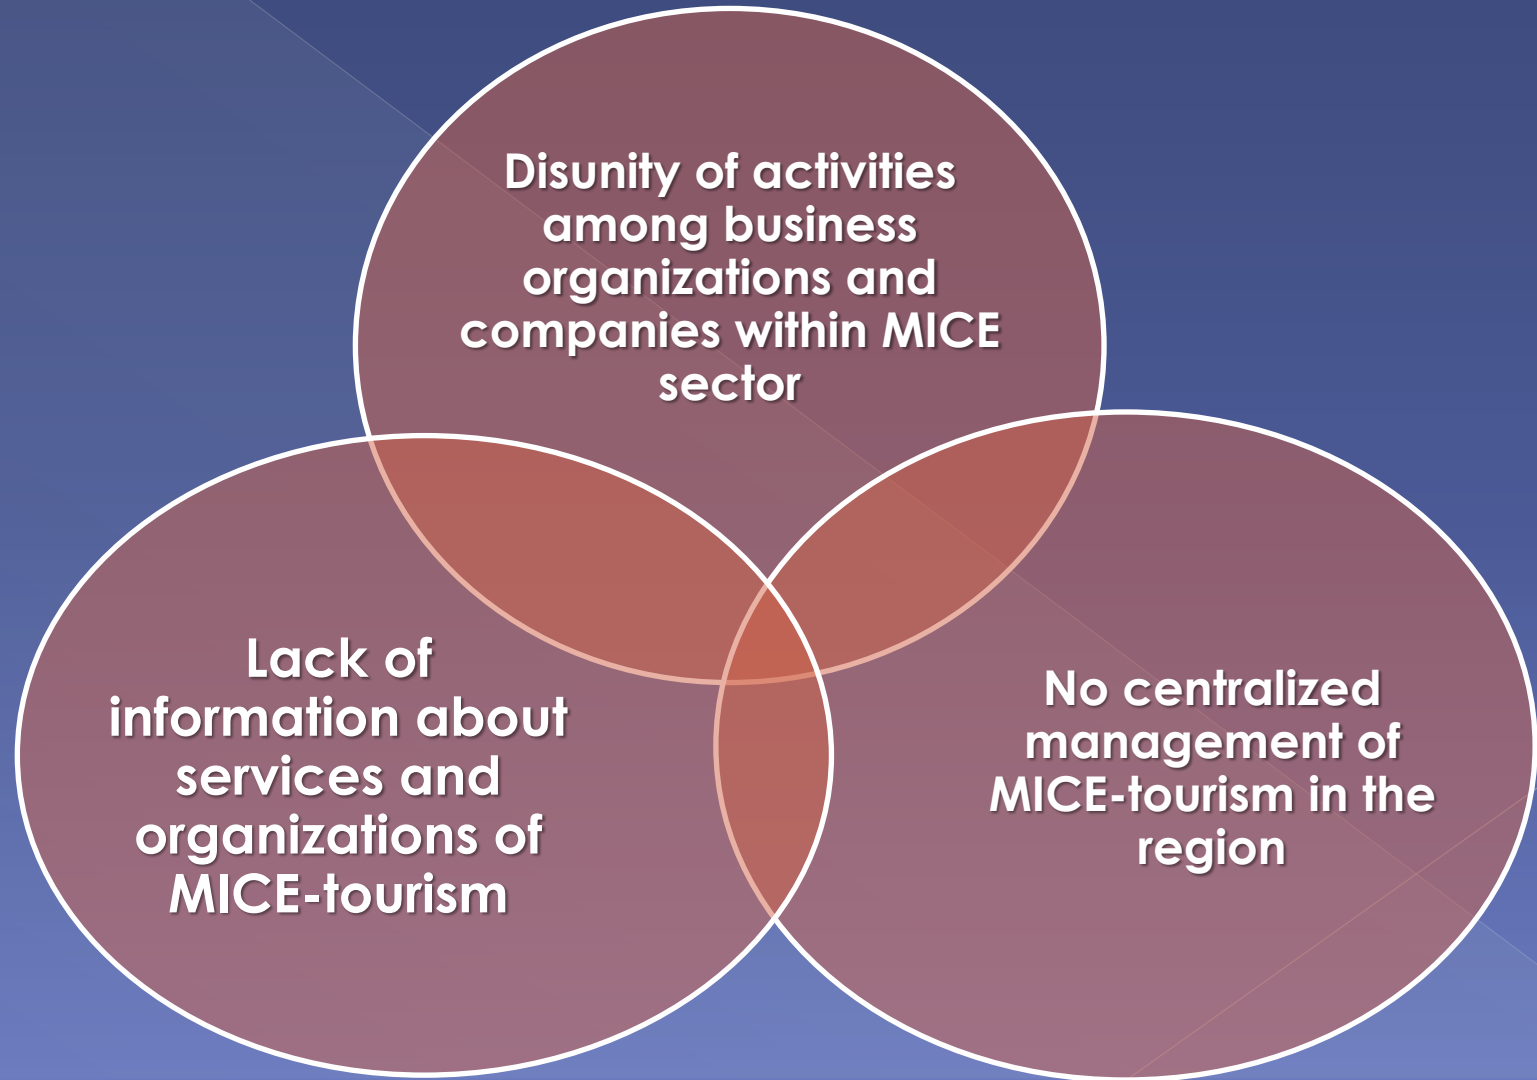 Disunity of activities
among business
organizations and
companies within MICE
sector
Lack of
information about
services and
organizations of
MICE-tourism
No centralized
management of
MICE-tourism in the
region